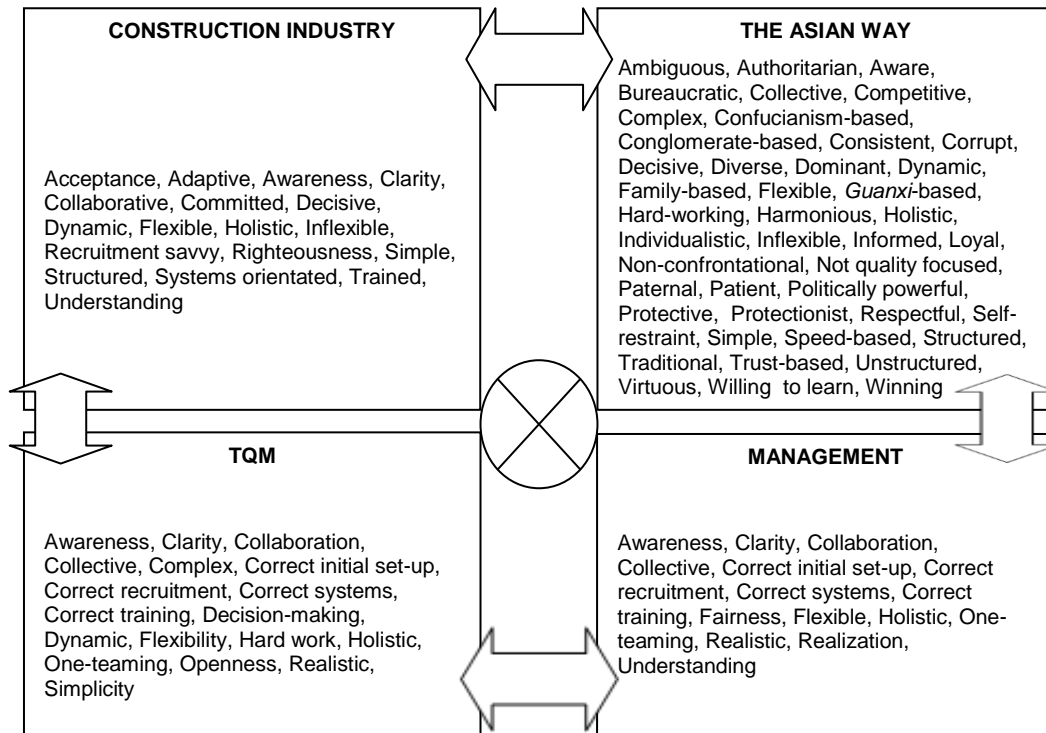 CONSTRUCTION INDUSTRY
Acceptance, Adaptive, Awareness, Clarity,
Collaborative, Committed, Decisive,
Dynamic, Flexible, Holistic, Inflexible,
Recruitment savvy, Righteousness, Simple,
Structured, Systems orientated, Trained,
Understanding
THE ASIAN WAY
Ambiguous, Authoritarian, Aware,
Bureaucratic, Collective, Competitive,
Complex, Confucianism-based,
Conglomerate-based, Consistent, Corrupt,
Decisive, Diverse, Dominant, Dynamic,
Family-based, Flexible, Guanxi-based,
Hard-working, Harmonious, Holistic,
Individualistic, Inflexible, Informed, Loyal,
Non-confrontational, Not quality focused,
Paternal, Patient, Politically powerful,
Protective, Protectionist, Respectful, Self-
restraint, Simple, Speed-based, Structured,
Traditional, Trust-based, Unstructured,
Virtuous, Willing to learn, Winning
TQM
Awareness, Clarity, Collaboration,
Collective, Complex, Correct initial set-up,
Correct recruitment, Correct systems,
Correct training, Decision-making,
Dynamic, Flexibility, Hard work, Holistic,
One-teaming, Openness, Realistic,
Simplicity
MANAGEMENT
Awareness, Clarity, Collaboration,
Collective, Correct initial set-up, Correct
recruitment, Correct systems, Correct
training, Fairness, Flexible, Holistic, One-
teaming, Realistic, Realization,
Understanding